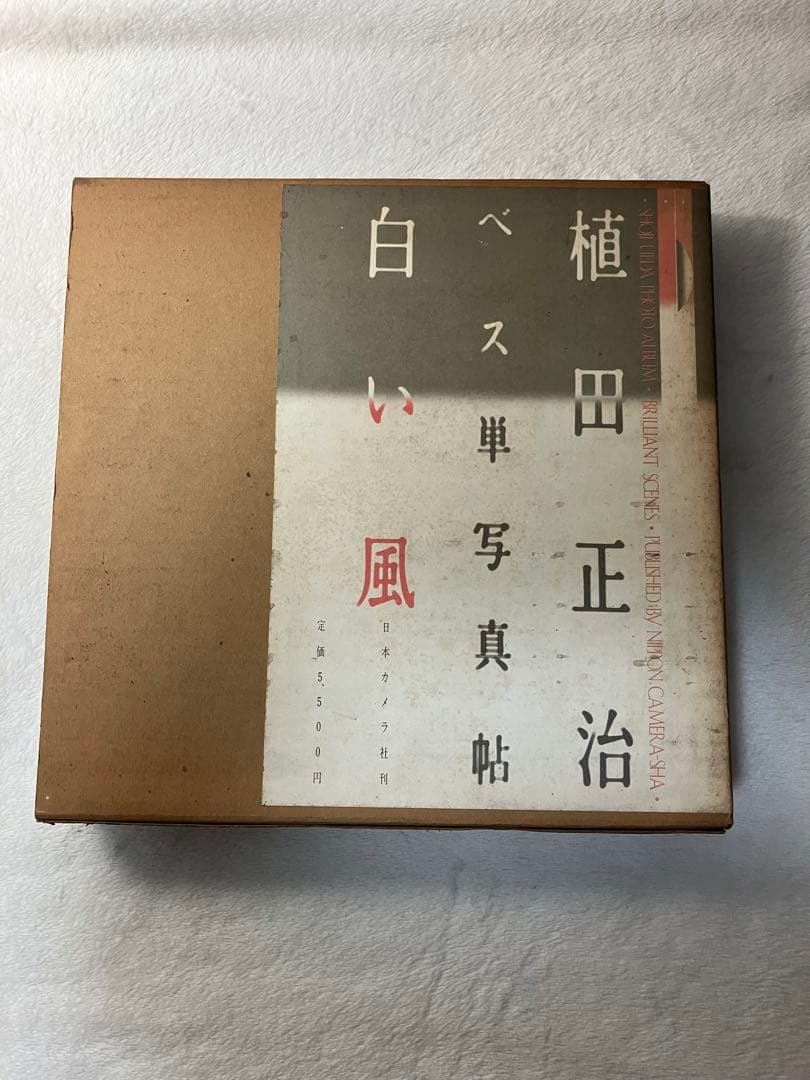 ・SHOJI UEDA PHOTO ALBUM・BRILLIANT SCENES・PUBLISHED BY NIPPON CAMERA-SHA・
植田正治
ベス単写真帖
白い風
日本カメラ社刊
定価5,500円